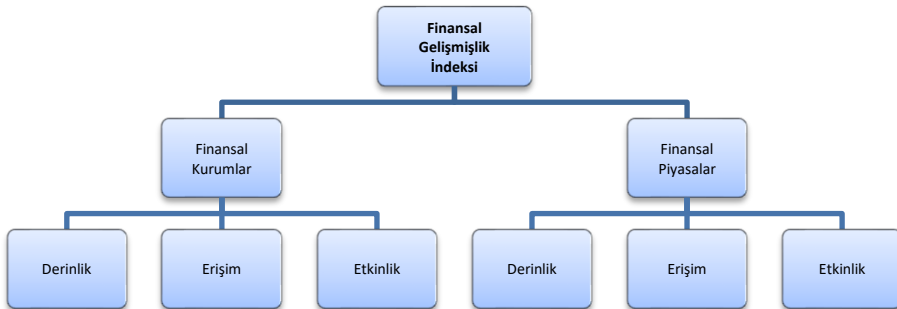 Finansal
Gelişmişlik
İndeksi
Finansal
Kurumlar
Finansal
Piyasalar
Derinlik
Erişim
Etkinlik
Derinlik
Erişim
Etkinlik